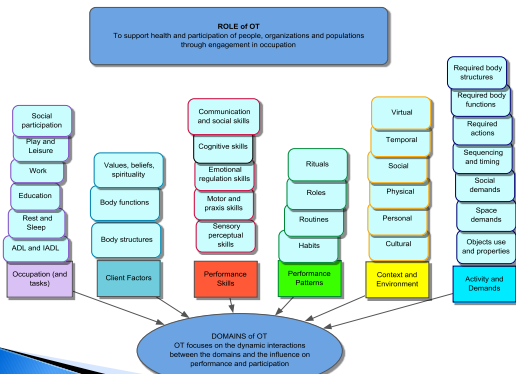 ROLE of OT
To support health and participation of people, organizations and populations
through engagement in occupation
Social
participation
Play and
Leisure
Work
Education
Rest and
Sleep
ADL and IADL
Occupation (and
tasks)
Values, beliefs,
spirituality
Body functions
Body structures
Client Factors
Communication
and social skills
Cognitive skills
Emotional
regulation skills
Motor and
praxis skills
Sensory
perceptual
skills
Performance
Skills
Rituals
Roles
Routines
Habits
Performance
Patterns
Virtual
Temporal
Social
Physical
Personal
Cultural
Context and
Environment
Required body
structures
Required body
functions
Required
actions
Sequencing
and timing
Social
demands
Space
demands
Objects use
and properties
Activity and
Demands
DOMAINS of OT
OT focuses on the dynamic interactions
between the domains and the influence on
performance and participation